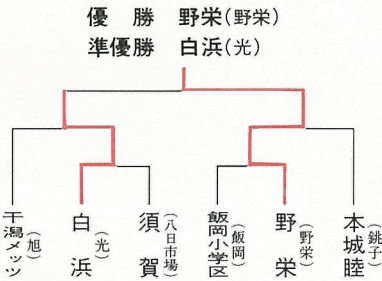 優　勝　野栄(野栄)
準優勝　白浜(光)
干潟メッツ(旭)
白浜(光)
須賀(八日市場)
飯岡小学区(飯岡)
野栄(野栄)
本城睦(銚子)